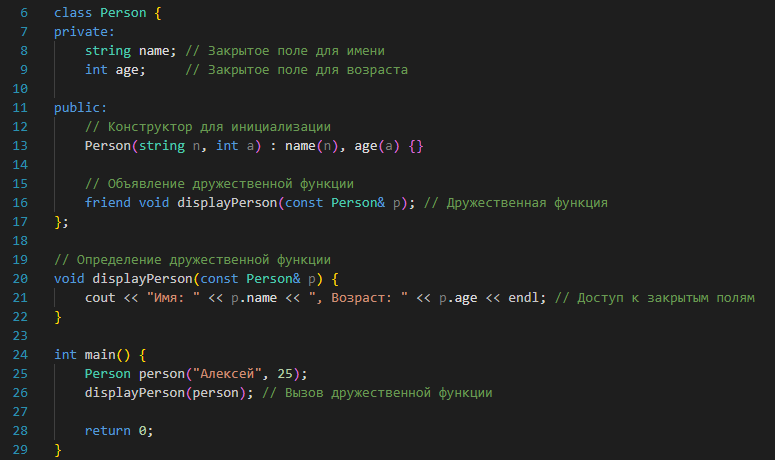 6 class Person {
7 private:
8     string name; // Закрытое поле для имени
9     int age;     // Закрытое поле для возраста
10
11 public:
12     // Конструктор для инициализации
13     Person(string n, int a) : name(n), age(a) {}
14
15     // Объявление дружественной функции
16     friend void displayPerson(const Person& p); // Дружественная функция
17 };
18
19 // Определение дружественной функции
20 void displayPerson(const Person& p) {
21     cout << "Имя: " << p.name << ", Возраст: " << p.age << endl; // Доступ к закрытым полям
22 }
23
24 int main() {
25     Person person("Алексей", 25);
26     displayPerson(person); // Вызов дружественной функции
27
28     return 0;
29 }